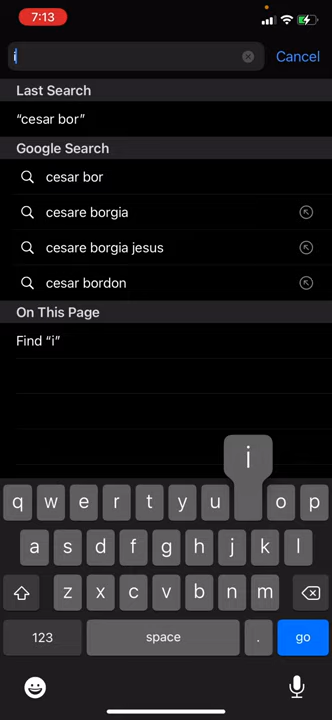 7:13
i
Cancel
Last Search
“cesar bor”
Google Search
cesar bor
cesare borgia
cesare borgia jesus
cesar bordon
On This Page
Find “i”
i
q w e r t y u o p
a s d f g h j k l
z x c v b n m
123 space . go